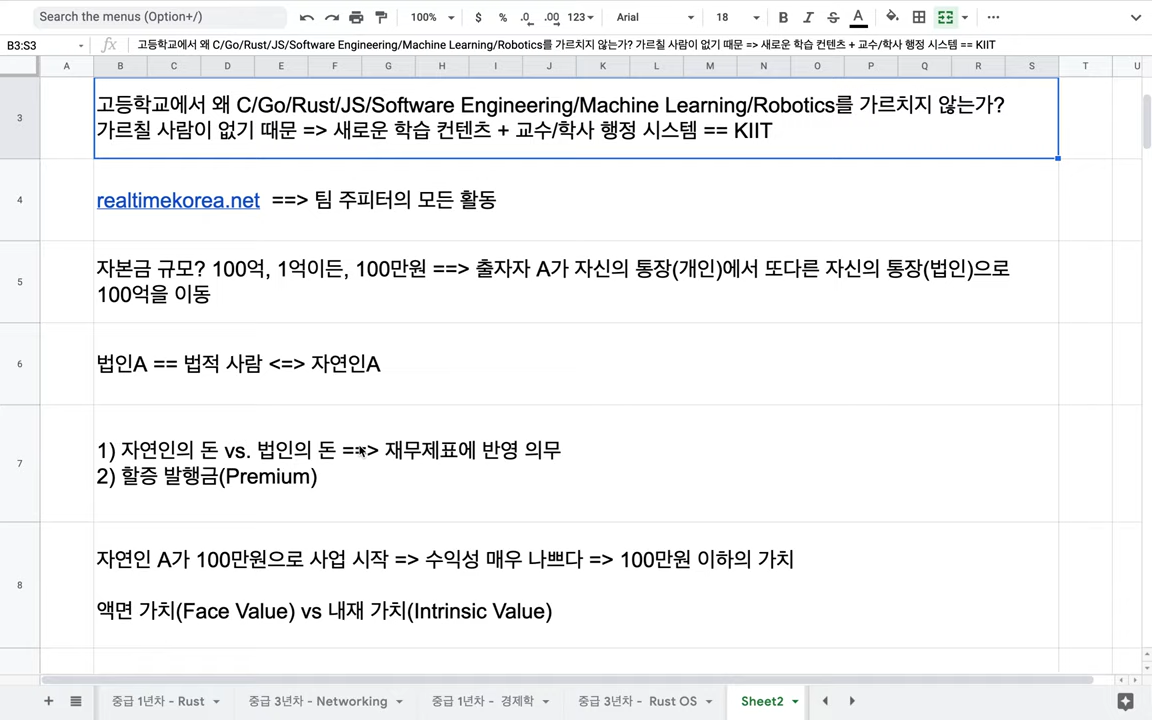 Search the menus (Option+/)
100%
$
%
.0
.00
123
Arial
18
B
I
S
A
B3:S3
fx
고등학교에서 왜 C/Go/Rust/JS/Software Engineering/Machine Learning/Robotics를 가르치지 않는가? 가르칠 사람이 없기 때문 => 새로운 학습 컨텐츠 + 교수/학사 행정 시스템 == KIIT
A B C D E F G H I J K L M N O P Q R S T U
3
고등학교에서 왜 C/Go/Rust/JS/Software Engineering/Machine Learning/Robotics를 가르치지 않는가?
가르칠 사람이 없기 때문 => 새로운 학습 컨텐츠 + 교수/학사 행정 시스템 == KIIT
4
realtimekorea.net ==> 팀 주피터의 모든 활동
5
자본금 규모? 100억, 1억이든, 100만원 ==> 출자자 A가 자신의 통장(개인)에서 또다른 자신의 통장(법인)으로
100억을 이동
6
법인A == 법적 사람 <=> 자연인A
7
1) 자연인의 돈 vs. 법인의 돈 ==> 재무제표에 반영 의무
2) 할증 발행금(Premium)
8
자연인 A가 100만원으로 사업 시작 => 수익성 매우 나쁘다 => 100만원 이하의 가치
액면 가치(Face Value) vs 내재 가치(Intrinsic Value)
중급 1년차 - Rust
중급 3년차 - Networking
중급 1년차 - 경제학
중급 3년차 - Rust OS
Sheet2